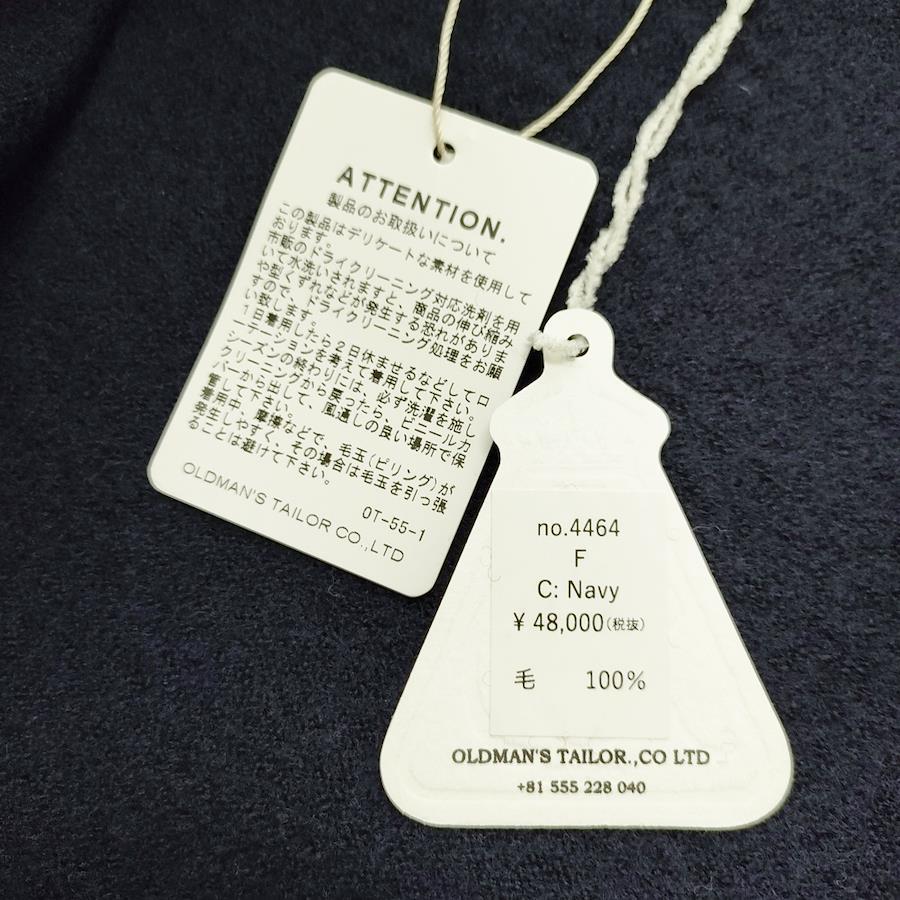 ATTENTION.
製品のお取扱いについて
この製品はデリケートな素材を使用して
おります。
市販のドライクリーニング対応洗剤を用
いて水洗いされますと、商品の伸び縮み
や型くずれなどが発生する恐れがありま
すので、ドライクリーニング処理をお願
い致します。
1日着用したら2日休ませるなどしてロ
ーテーションを考えて着用して下さい。
シーズンの終わりには、必ず洗濯を施し
クリーニングから戻ったら、ビニールカ
バーから出して、風通しの良い場所で保
管して下さい。
着用中、摩擦などで、毛玉(ピリング)が
発生しやすく、その場合は毛玉を引っ張
ることは避けて下さい。
OT-55-1
OLDMAN'S TAILOR CO.,LTD
no.4464
F
C: Navy
¥ 48,000(税抜)
毛 100%
OLDMAN'S TAILOR.,CO LTD
+81 555 228 040